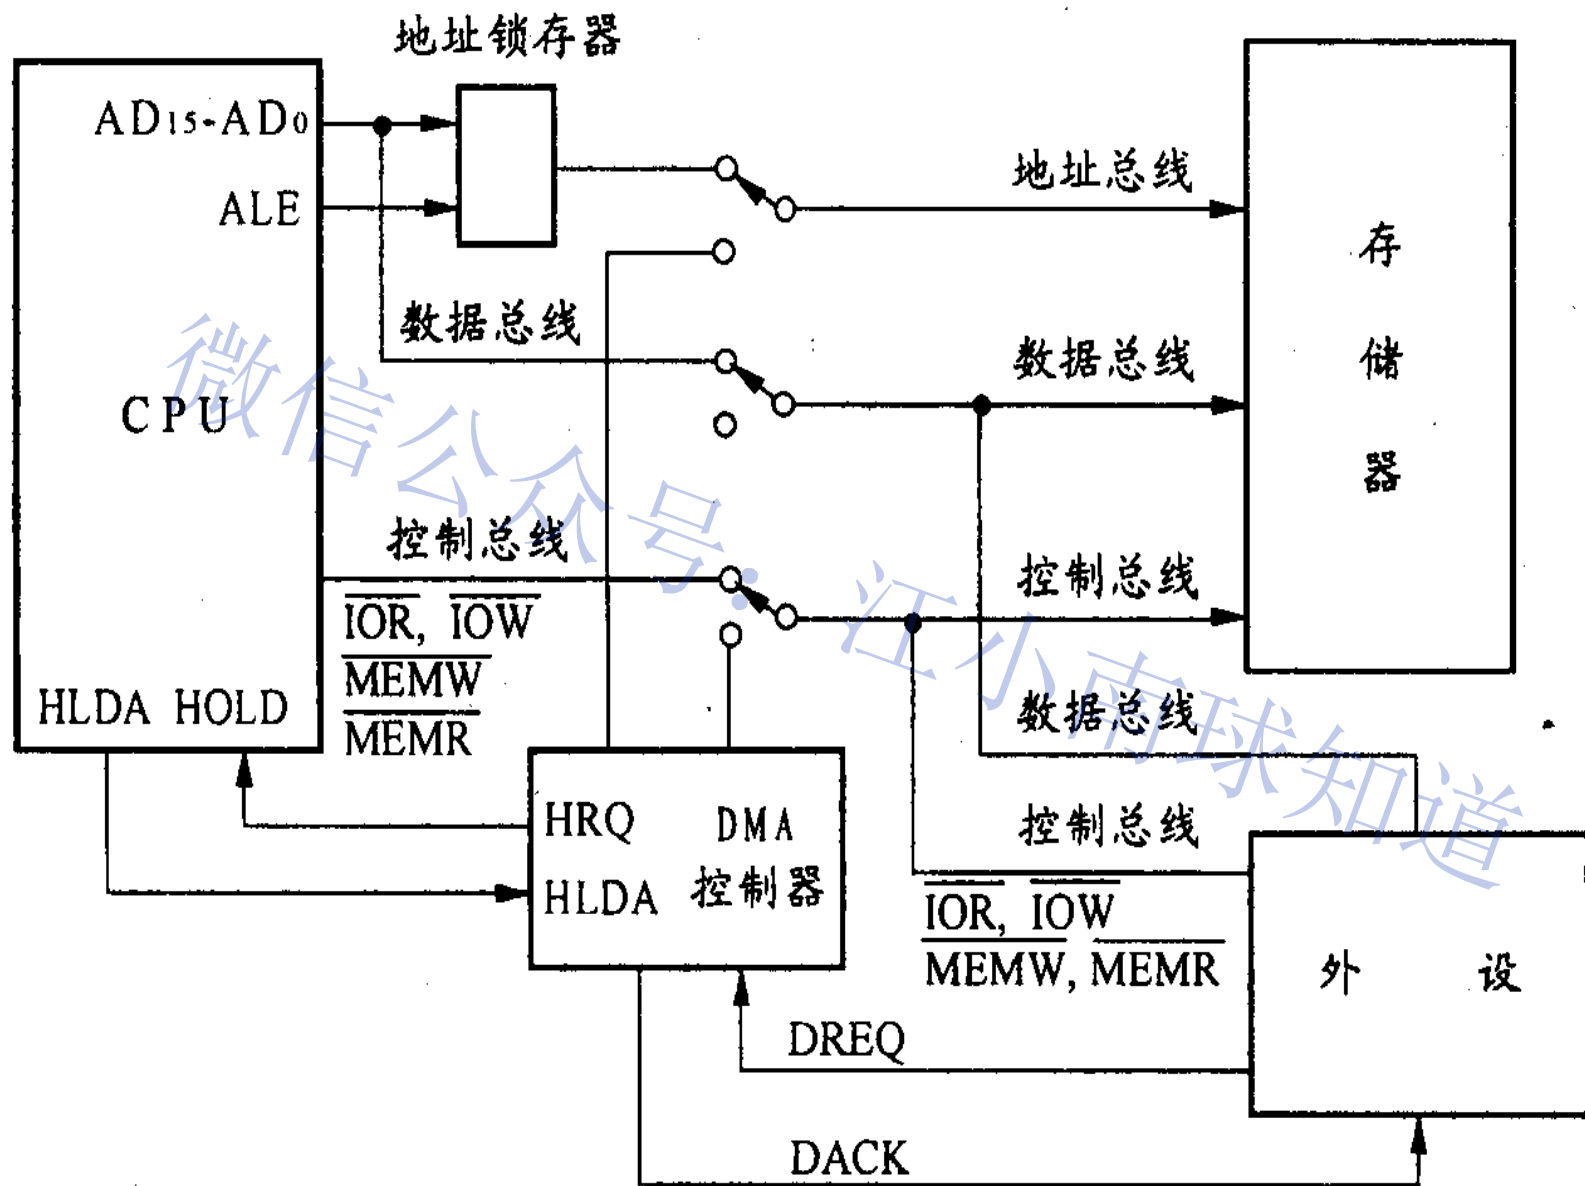 地址锁存器
AD15-AD0
ALE
CPU
HLDA HOLD
地址总线
数据总线
数据总线
控制总线
控制总线
IOR, IOW
MEMW
MEMR
存储器
数据总线
控制总线
IOR, IOW
MEMW, MEMR
HRQ
HLDA
DMA
控制器
外设
DREQ
DACK
微信公众号：江小南球知道